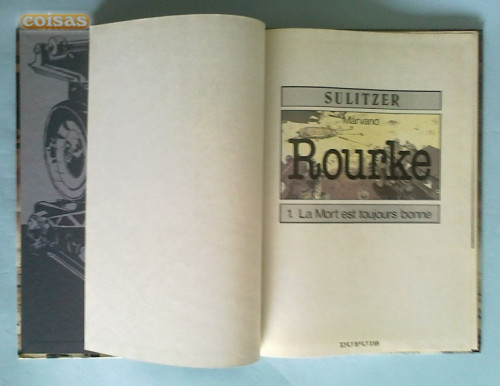 coisas
SULITZER
Marvano
Rourke
1. La Mort est toujours bonne
DUPUIS